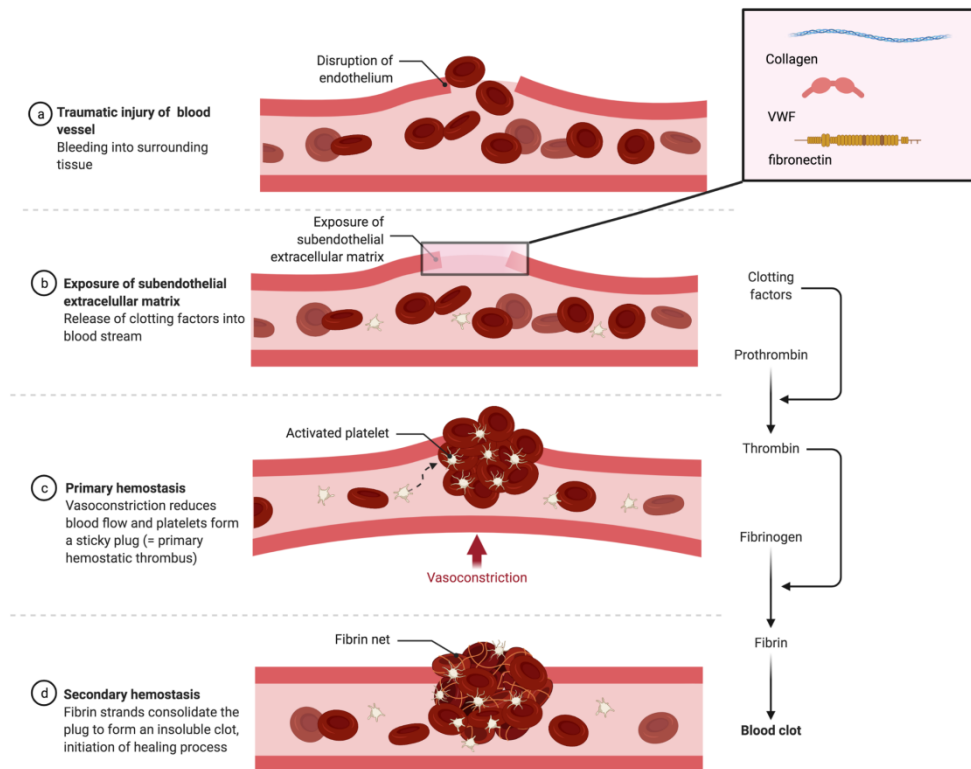 Disruption of
endothelium
a
Traumatic injury of blood
vessel
Bleeding into surrounding
tissue
Collagen
VWF
fibronectin
Exposure of
subendothelial
extracellular matrix
b
Exposure of subendothelial
extracelullar matrix
Release of clotting factors into
blood stream
Clotting
factors
Prothrombin
Thrombin
Fibrinogen
Fibrin
Blood clot
Activated platelet
c
Primary hemostasis
Vasoconstriction reduces
blood flow and platelets form
a sticky plug (= primary
hemostatic thrombus)
Vasoconstriction
Fibrin net
d
Secondary hemostasis
Fibrin strands consolidate the
plug to form an insoluble clot,
initiation of healing process